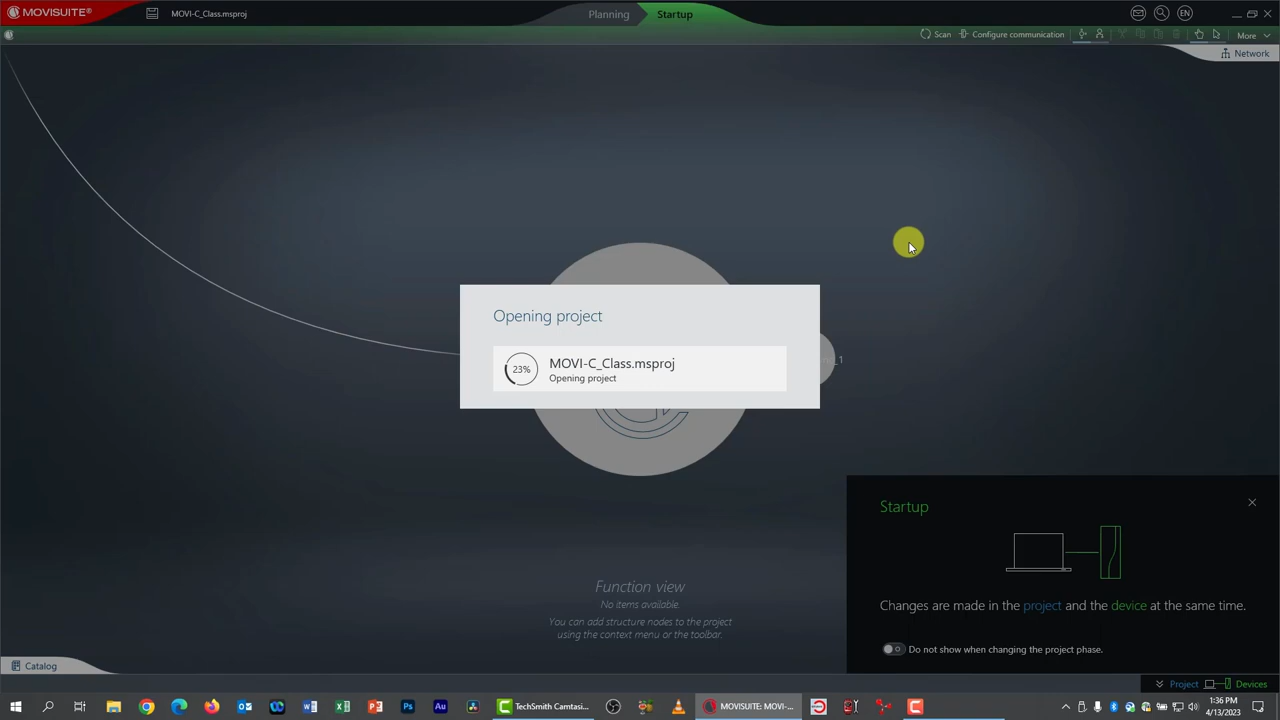 MOVISUITE®
MOVI-C_Class.msproj
Planning
Startup
EN
Scan
Configure communication
More
Network
Opening project
23%
MOVI-C_Class.msproj
Opening project
_1
Startup
Changes are made in the project and the device at the same time.
Do not show when changing the project phase.
Function view
No items available.
You can add structure nodes to the project
using the context menu or the toolbar.
Catalog
Project
Devices
TechSmith Camtasi...
MOVISUITE: MOVI-...
1:36 PM
4/13/2023